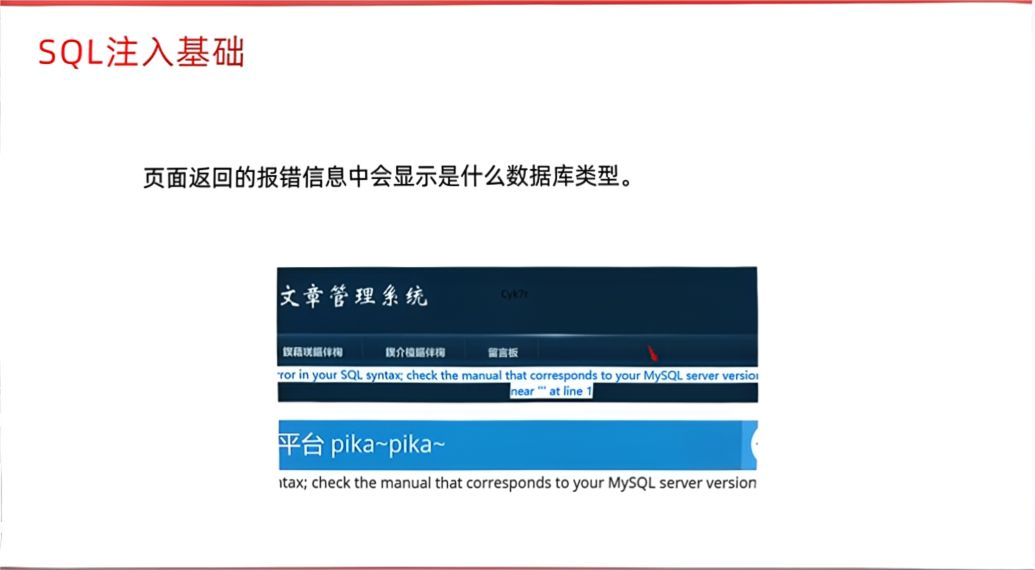 SQL注入基础
页面返回的报错信息中会显示是什么数据库类型。
文章管理系统
Cyk7r
留言板
ror in your SQL syntax; check the manual that corresponds to your MySQL server version
near ''' at line 1
平台 pika~pika~
ntax; check the manual that corresponds to your MySQL server version